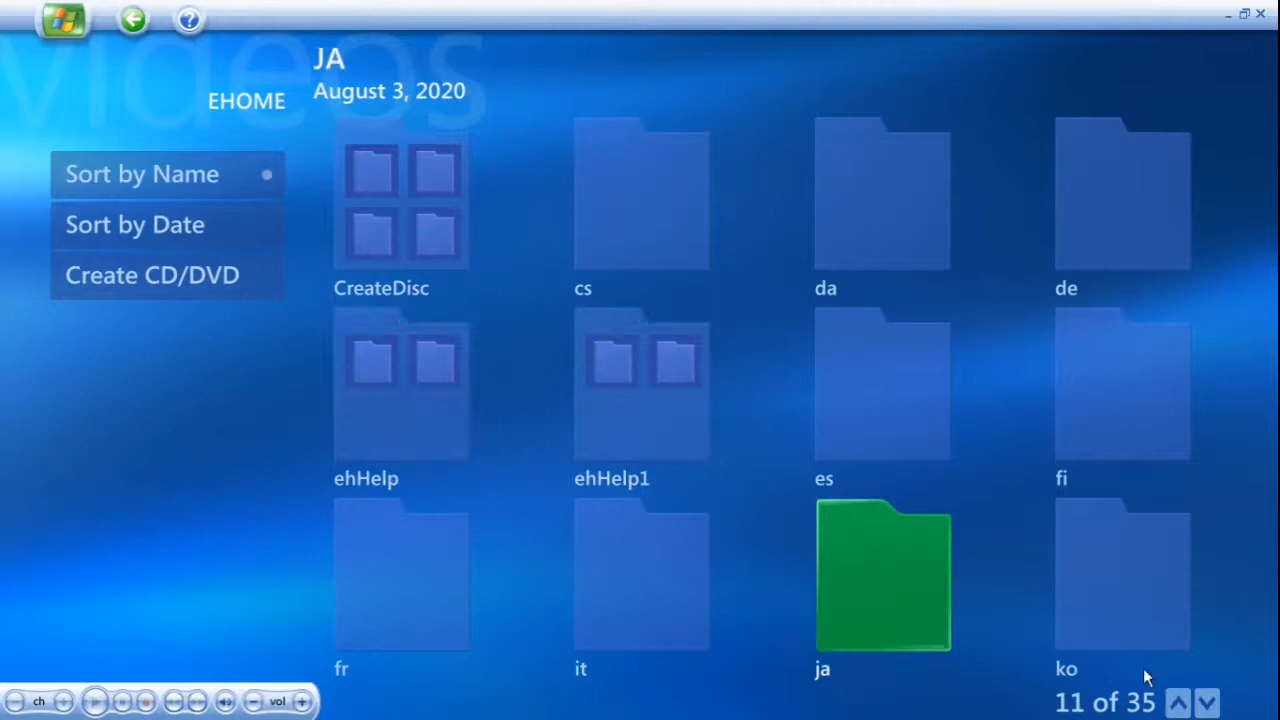 videos
JA
August 3, 2020
EHOME
Sort by Name
Sort by Date
Create CD/DVD
CreateDisc
cs
da
de
ehHelp
ehHelp1
es
fi
fr
it
ja
ko
ch
vol
11 of 35